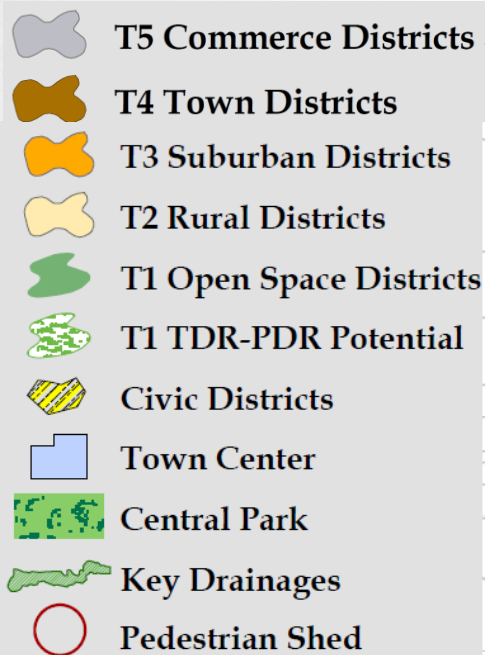 T5 Commerce Districts
T4 Town Districts
T3 Suburban Districts
T2 Rural Districts
T1 Open Space Districts
T1 TDR-PDR Potential
Civic Districts
Town Center
Central Park
Key Drainages
Pedestrian Shed